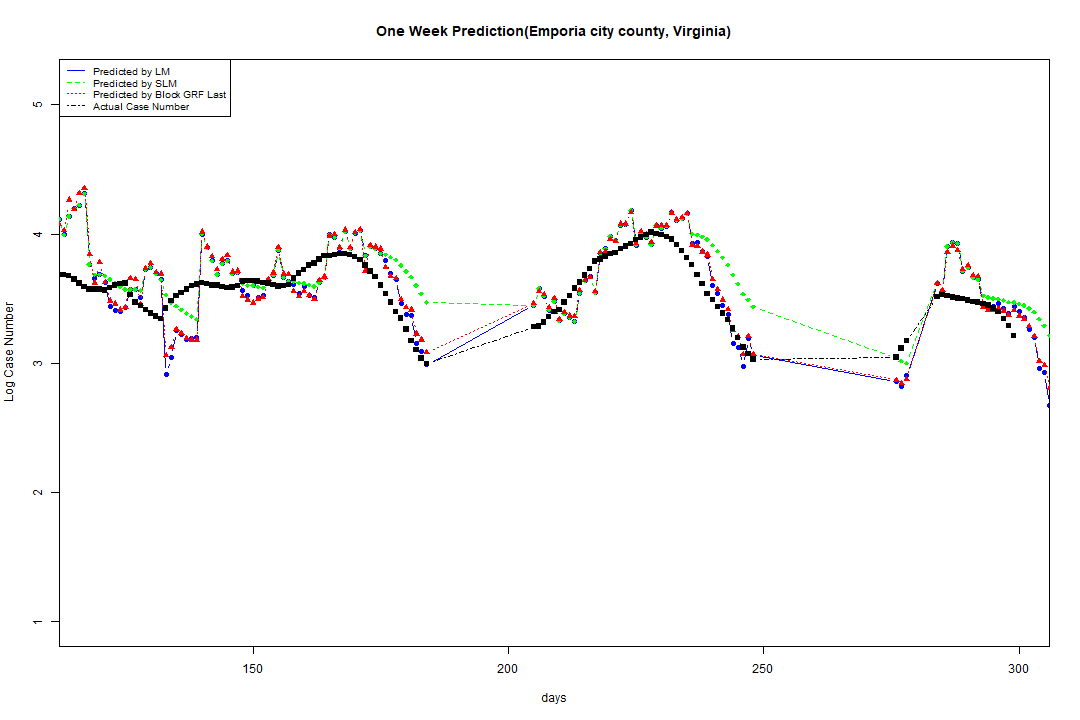 One Week Prediction(Emporia city county, Virginia)
Predicted by LM
Predicted by SLM
Predicted by Block GRF Last
Actual Case Number
5
4
3
2
1
Log Case Number
150 200 250 300
days